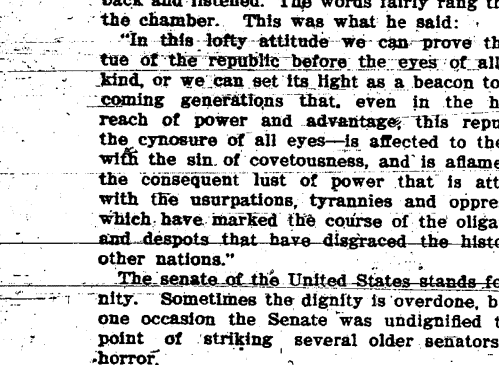 back and listened. The words fairly rang th
the chamber. This was what he said:
"In this lofty attitude we can prove th
tue of the republic before the eyes of all
kind, or we can set its light as a beacon to
coming generations that. even in the h
reach of power and advantage, this repu
the cynosure of all eyes—is affected to the
with the sin of covetousness, and is aflame
the consequent lust of power that is att
with the usurpations, tyrannies and oppre
which have marked the course of the oliga
and despots that have disgraced the histo
other nations."
The senate of the United States stands fo
nity. Sometimes the dignity is overdone, b
one occasion the Senate was undignified t
point of striking several older senators
horror.